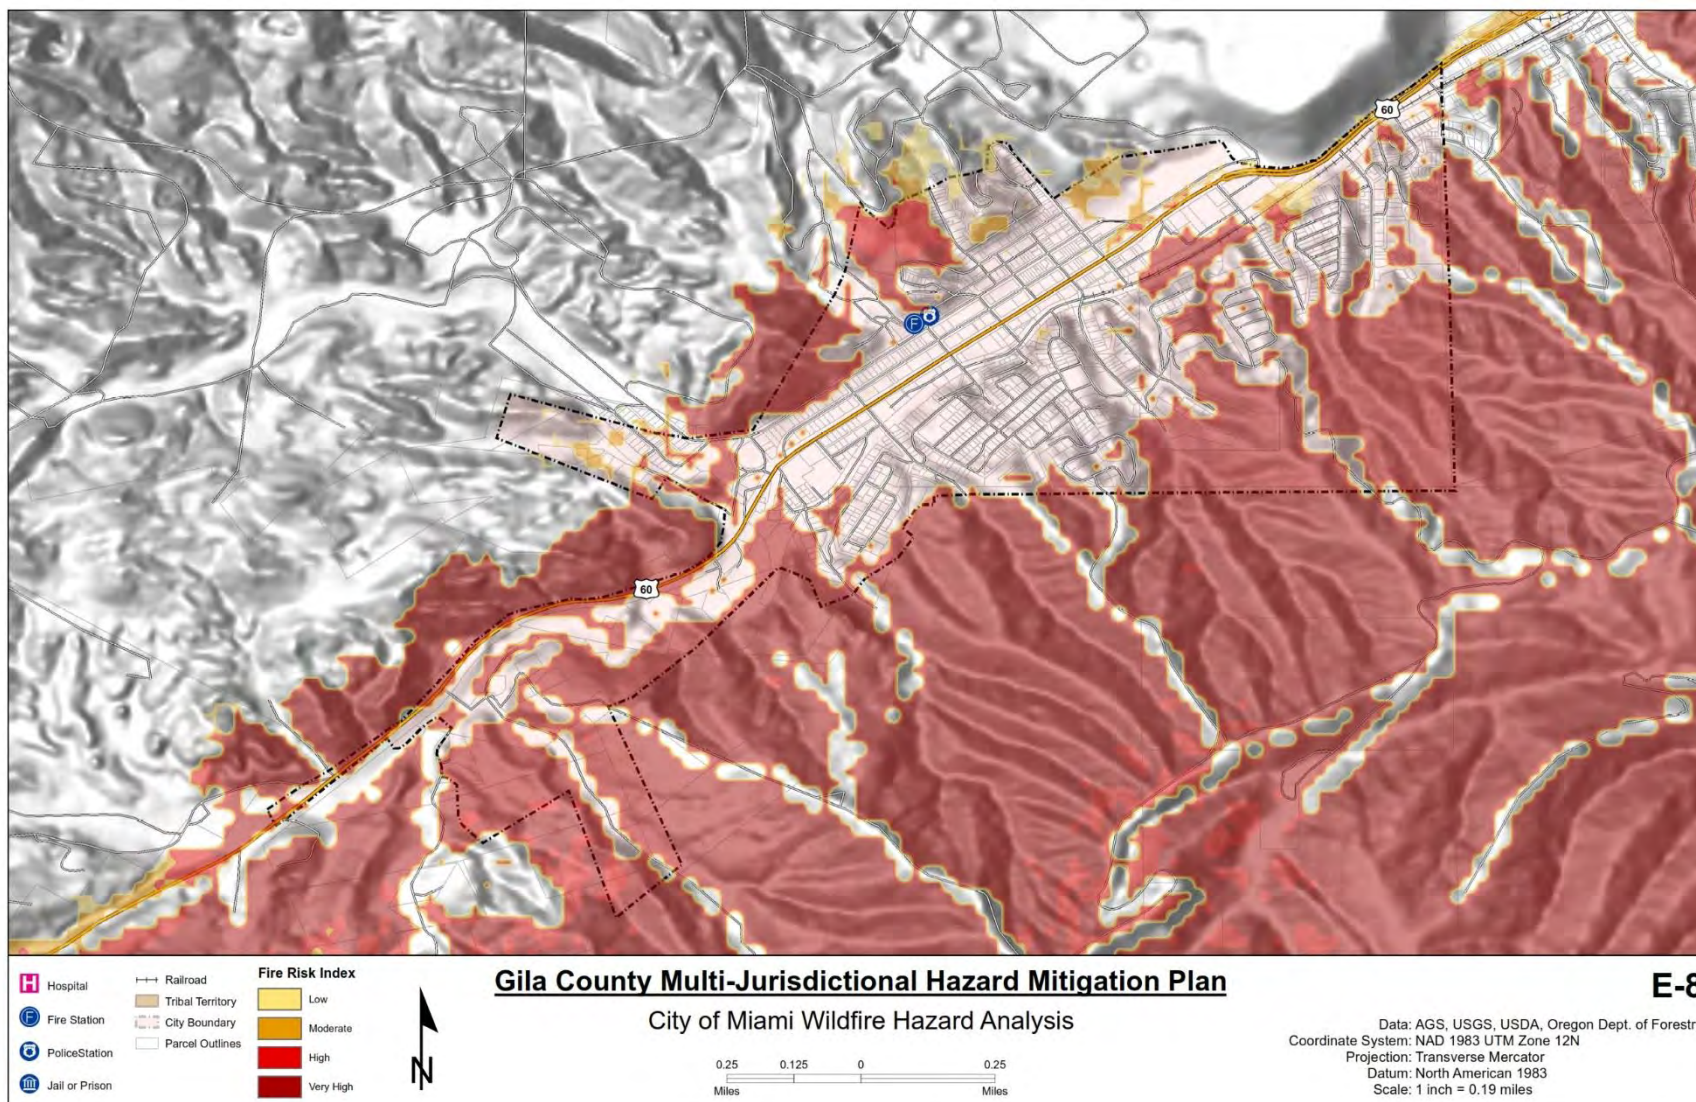 60
60
F
H Hospital
F Fire Station
PoliceStation
Jail or Prison
Railroad
Tribal Territory
City Boundary
Parcel Outlines
Fire Risk Index
Low
Moderate
High
Very High
N
Gila County Multi-Jurisdictional Hazard Mitigation Plan
City of Miami Wildfire Hazard Analysis
0.25 0.125 0 0.25
Miles Miles
E-8
Data: AGS, USGS, USDA, Oregon Dept. of Forestr
Coordinate System: NAD 1983 UTM Zone 12N
Projection: Transverse Mercator
Datum: North American 1983
Scale: 1 inch = 0.19 miles